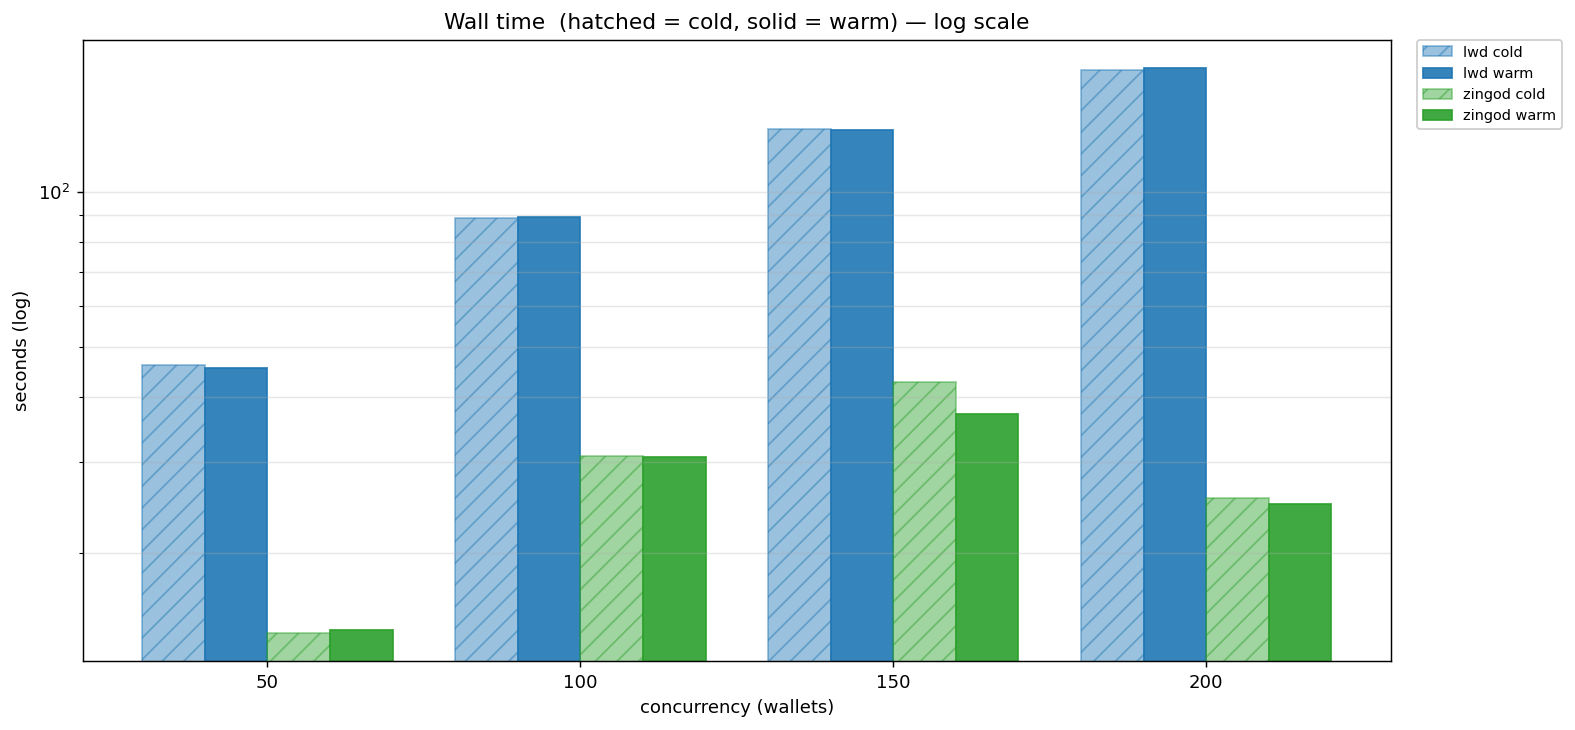 Wall time  (hatched = cold, solid = warm) — log scale
lwd cold
lwd warm
zingod cold
zingod warm
10²
seconds (log)
50 100 150 200
concurrency (wallets)